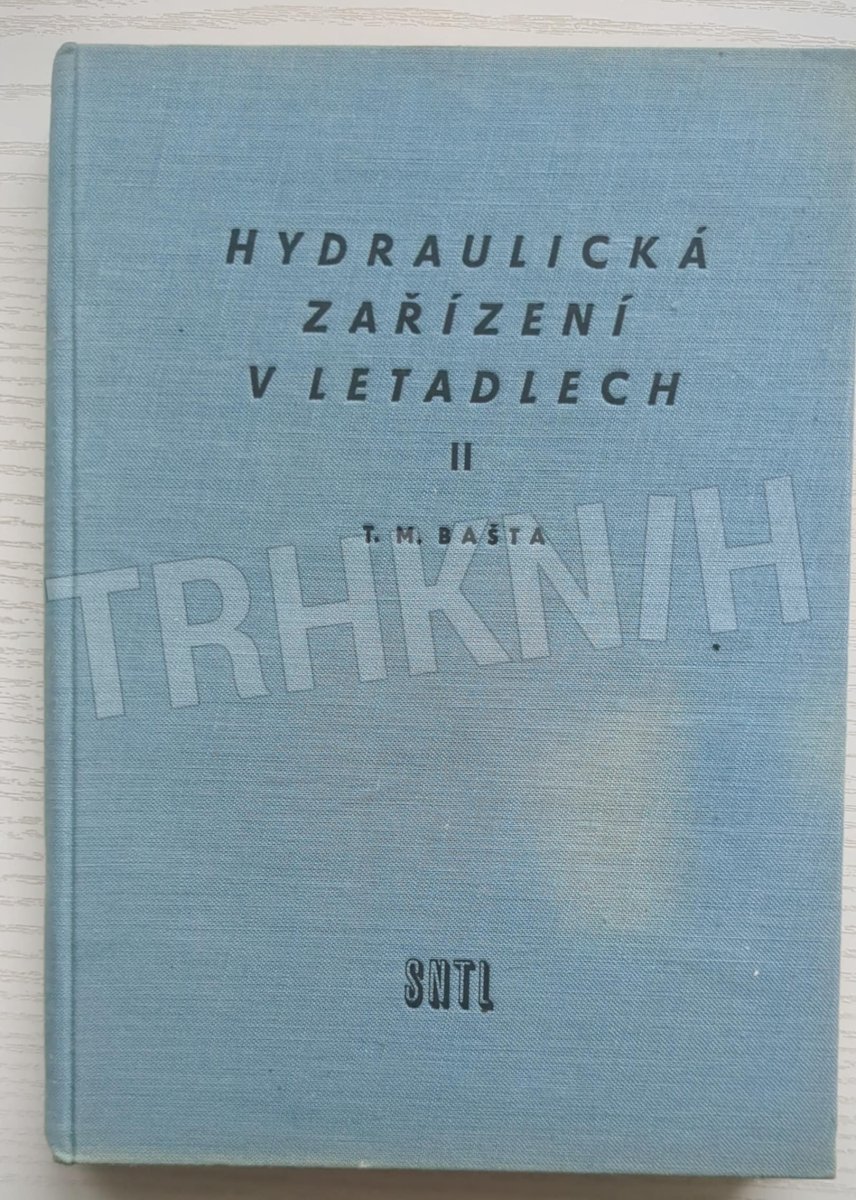 HYDRAULICKÁ
ZAŘÍZENÍ
V LETADLECH
II
T. M. BAŠTA
TRHKNIH
SNTL